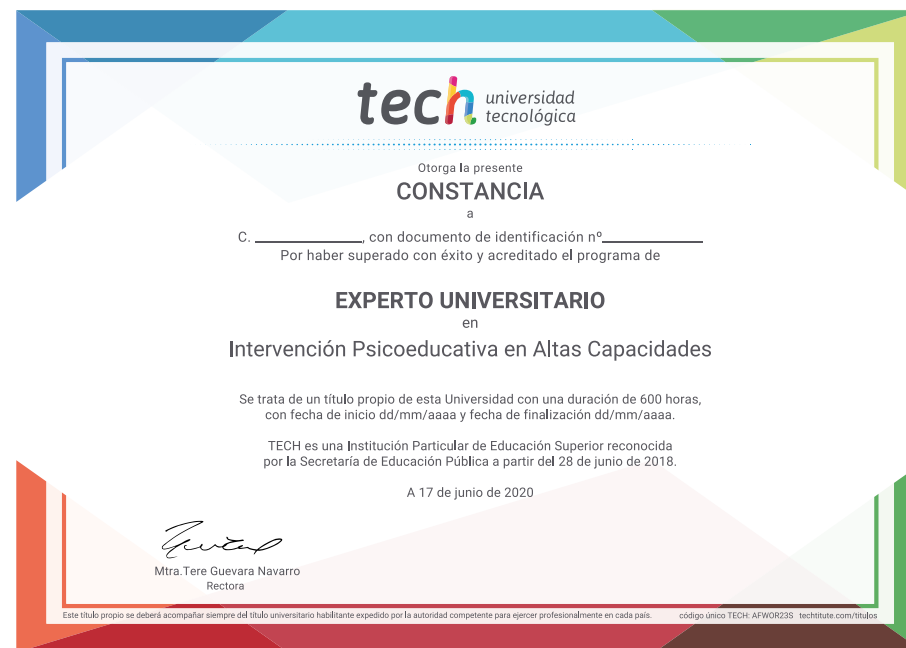 tech universidad
tecnológica
Otorga la presente
CONSTANCIA
a
C. ____________, con documento de identificación nº____________
Por haber superado con éxito y acreditado el programa de
EXPERTO UNIVERSITARIO
en
Intervención Psicoeducativa en Altas Capacidades
Se trata de un título propio de esta Universidad con una duración de 600 horas,
con fecha de inicio dd/mm/aaaa y fecha de finalización dd/mm/aaaa.
TECH es una Institución Particular de Educación Superior reconocida
por la Secretaría de Educación Pública a partir del 28 de junio de 2018.
A 17 de junio de 2020
Mtra.Tere Guevara Navarro
Rectora
Este título propio se deberá acompañar siempre del título universitario habilitante expedido por la autoridad competente para ejercer profesionalmente en cada país. código único TECH: AFWOR23S techtitute.com/títulos